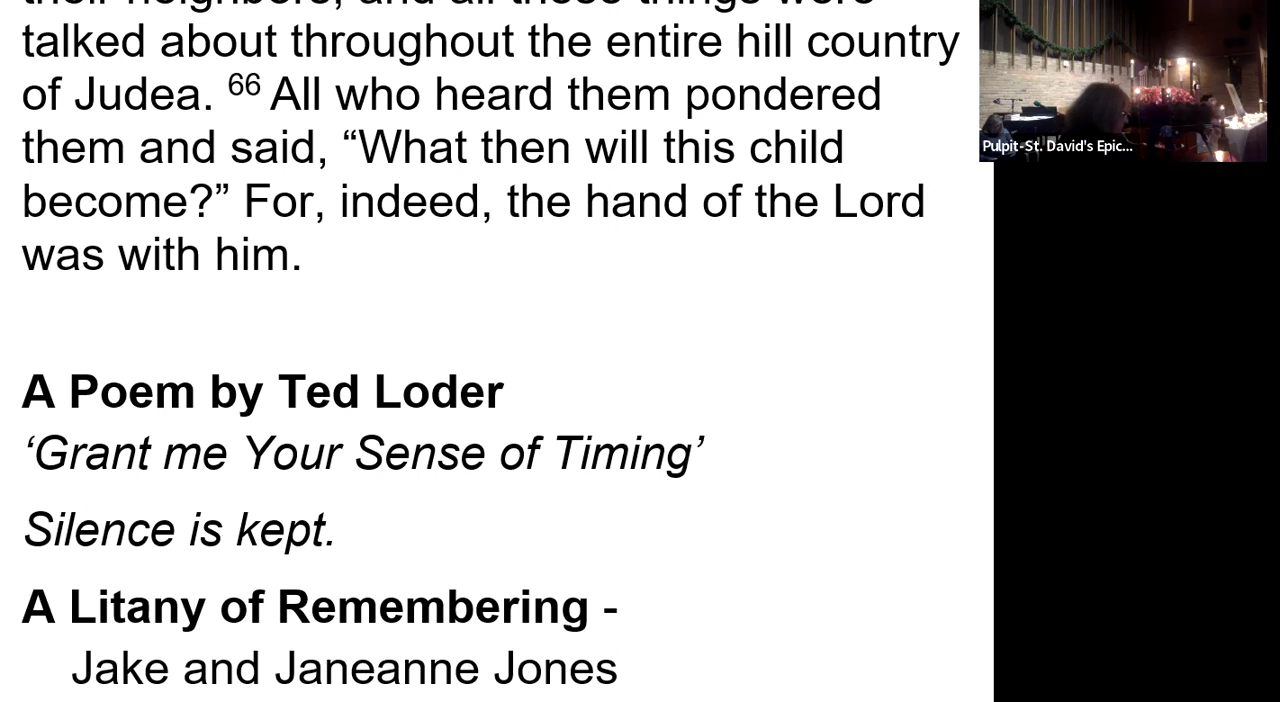 talked about throughout the entire hill country
of Judea. 66 All who heard them pondered
them and said, “What then will this child
become?” For, indeed, the hand of the Lord
was with him.
A Poem by Ted Loder
‘Grant me Your Sense of Timing’
Silence is kept.
A Litany of Remembering -
Jake and Janeanne Jones
Pulpit-St. David's Epic...